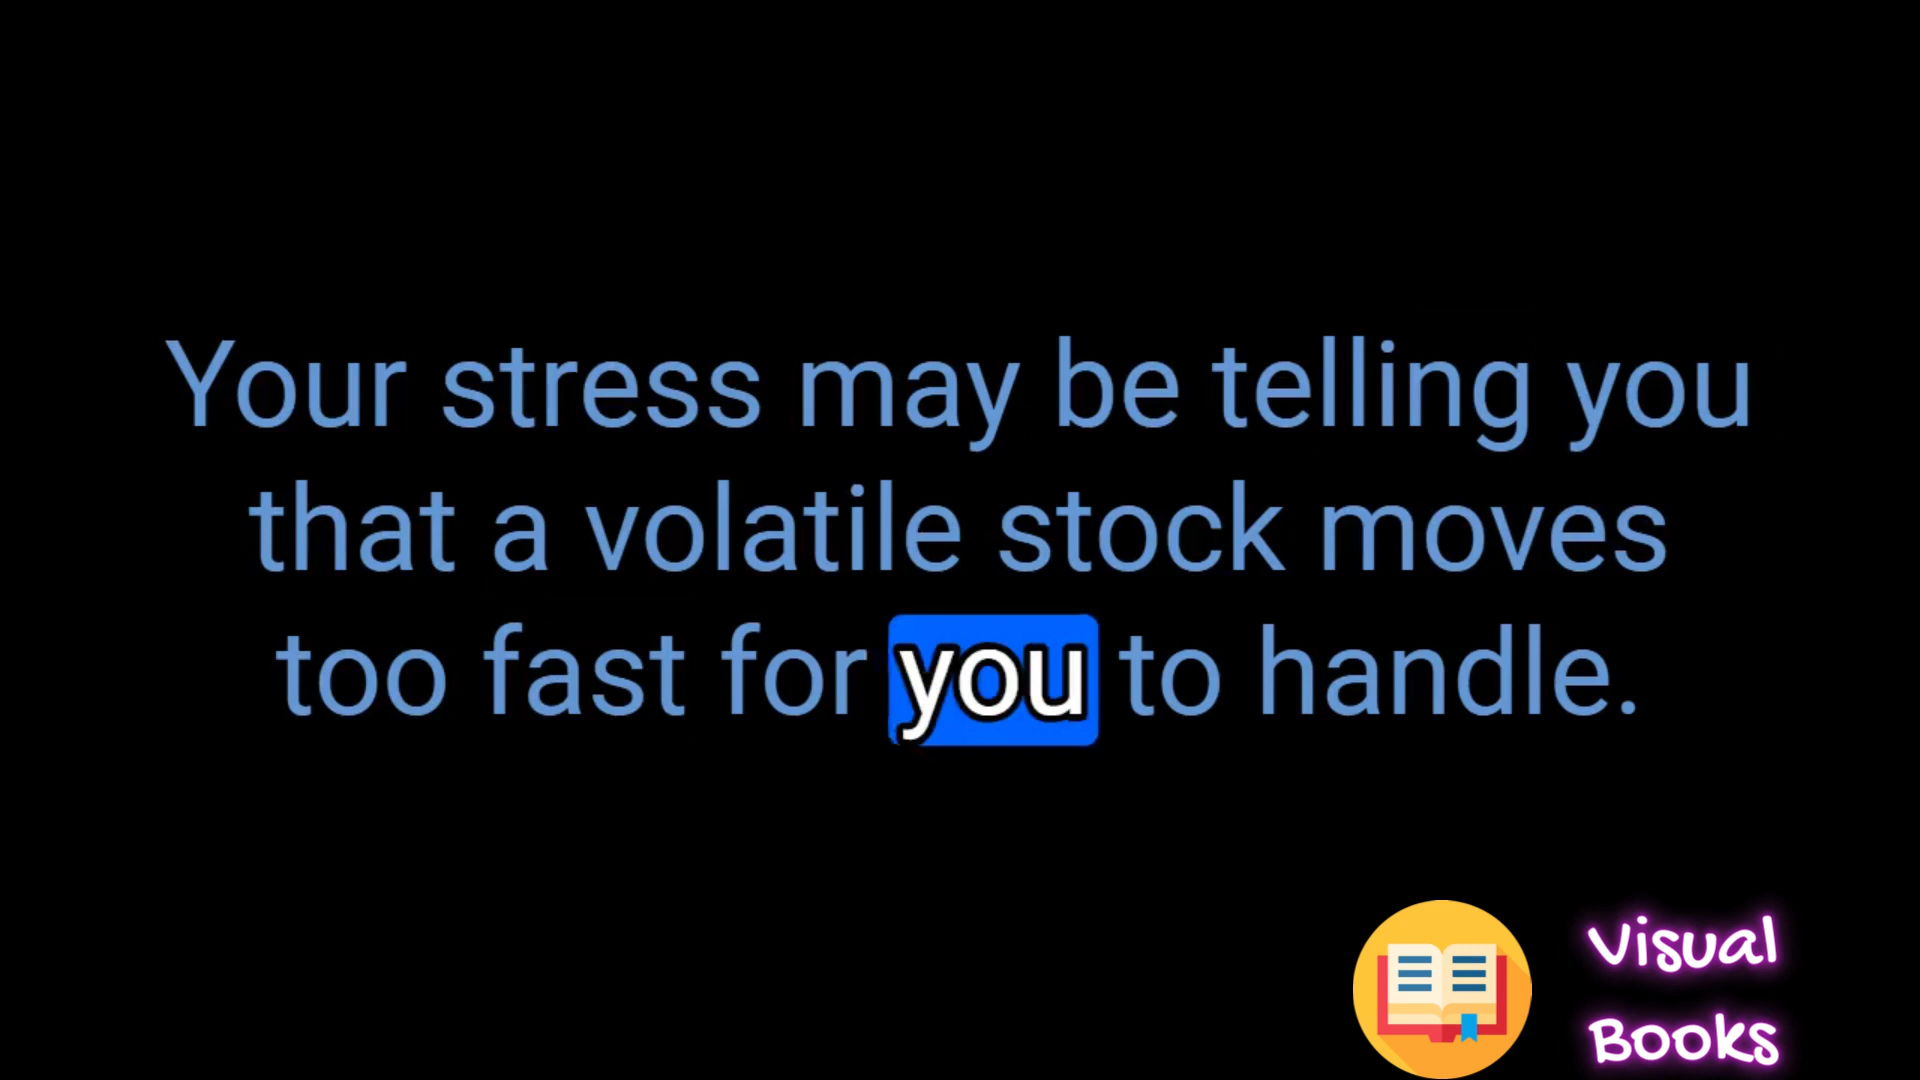 Your stress may be telling you
that a volatile stock moves
too fast for you to handle.
Visual
Books